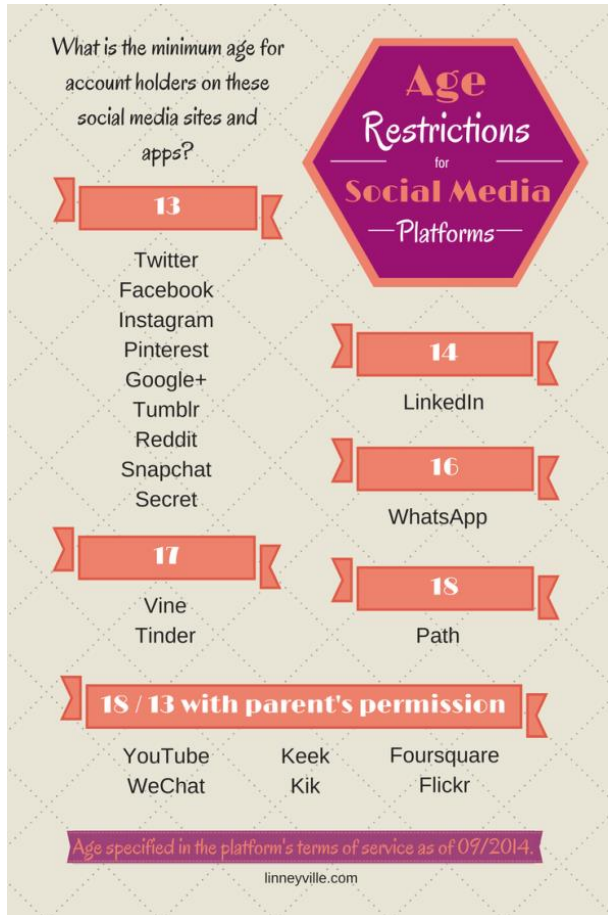 What is the minimum age for
account holders on these
social media sites and
apps?
Age
Restrictions
for
Social Media
Platforms
13
Twitter
Facebook
Instagram
Pinterest
Google+
Tumblr
Reddit
Snapchat
Secret
14
LinkedIn
16
WhatsApp
17
Vine
Tinder
18
Path
18 / 13 with parent's permission
YouTube Keek Foursquare
WeChat Kik Flickr
Age specified in the platform's terms of service as of 09/2014.
linneyville.com